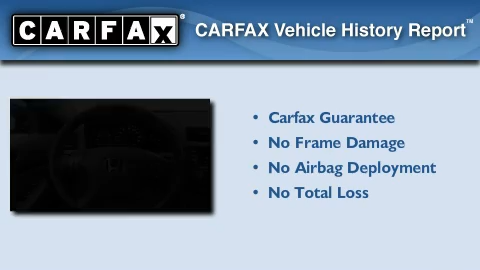 CARFAX® CARFAX Vehicle History Report™
• Carfax Guarantee
• No Frame Damage
• No Airbag Deployment
• No Total Loss